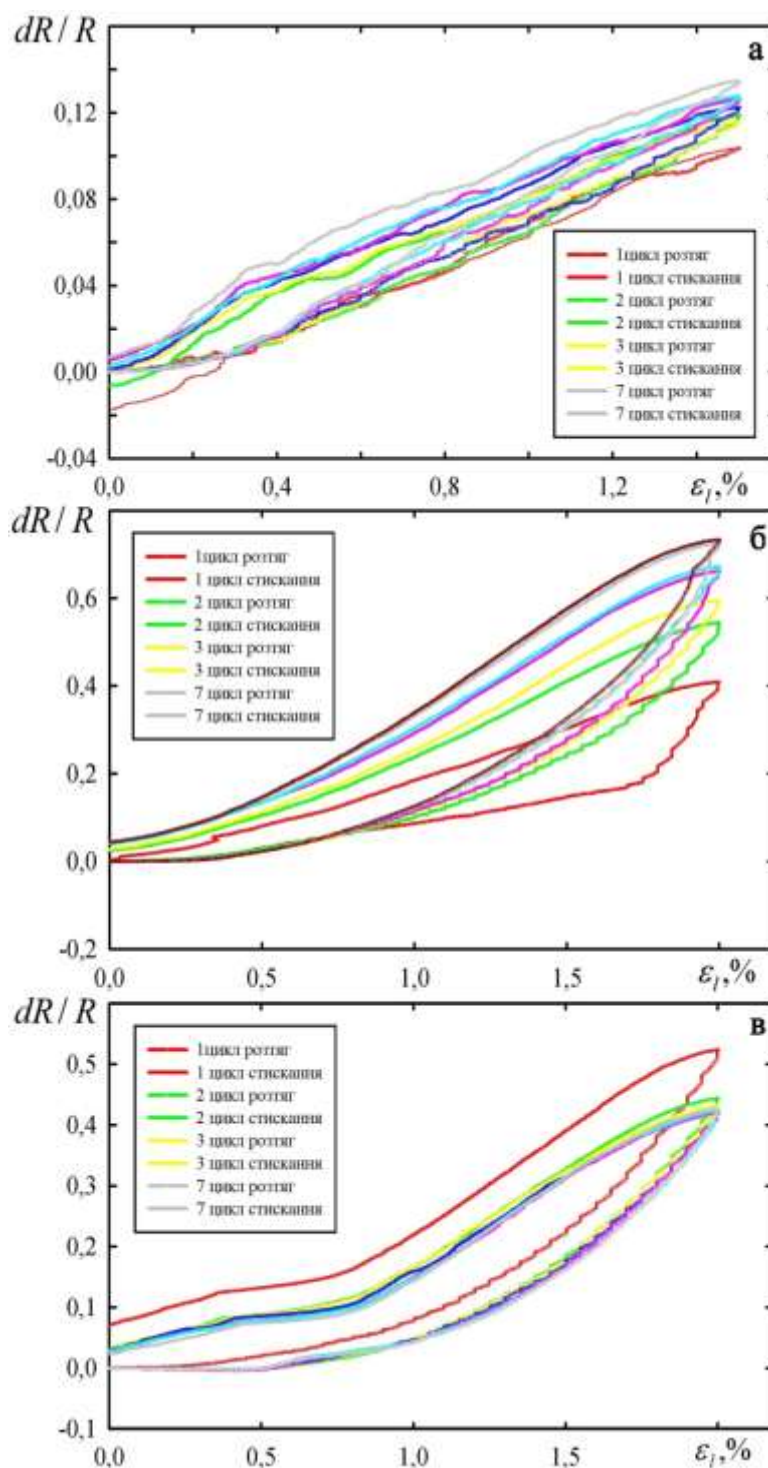 dR / R
а
0,12
0,08
0,04
0,00
-0,04
1цикл розтяг
1 цикл стискання
2 цикл розтяг
2 цикл стискання
3 цикл розтяг
3 цикл стискання
7 цикл розтяг
7 цикл стискання
0,0 0,4 0,8 1,2 εl,%
dR / R
б
0,6
0,4
0,2
0,0
-0,2
1цикл розтяг
1 цикл стискання
2 цикл розтяг
2 цикл стискання
3 цикл розтяг
3 цикл стискання
7 цикл розтяг
7 цикл стискання
0,0 0,5 1,0 1,5 εl,%
dR / R
в
0,5
0,4
0,3
0,2
0,1
0,0
-0,1
1цикл розтяг
1 цикл стискання
2 цикл розтяг
2 цикл стискання
3 цикл розтяг
3 цикл стискання
7 цикл розтяг
7 цикл стискання
0,0 0,5 1,0 1,5 εl,%